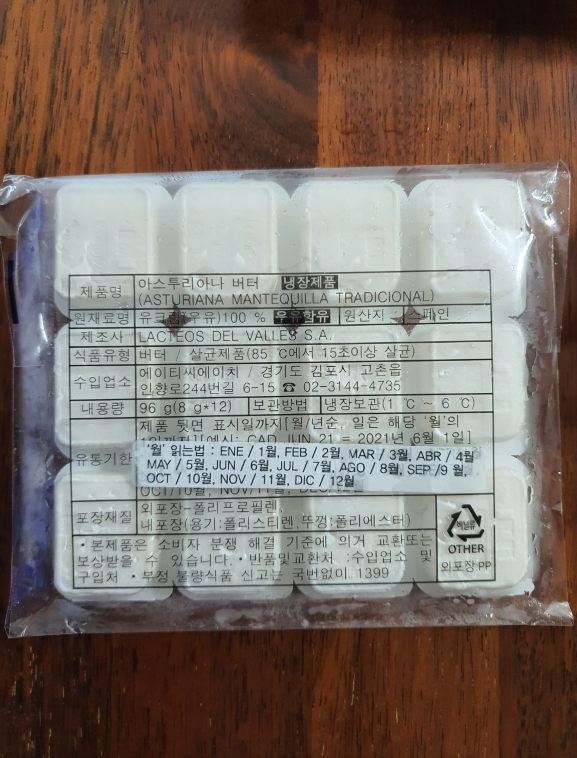 제품명 아스투리아나 버터 냉장제품
(ASTURIANA MANTEQUILLA TRADICIONAL)
원재료명 유크림(우유)100 % 우유함유 원산지 스페인
제조사 LACTEOS DEL VALLES S.A.
식품유형 버터 / 살균제품(85 ℃에서 15초이상 살균)
수입업소 에이티씨에이치 / 경기도 김포시 고촌읍
인향로244번길 6-15 ☎ 02-3144-4735
내용량 96 g(8 g*12) 보관방법 냉장보관(1 ℃ ~ 6 ℃)
유통기한 제품 뒷면 표시일까지[월/년순, 일은 해당 '월'의
1일까지][예시: CAD JUN 21 = 2021년 6월 1일]
'월' 읽는법 : ENE / 1월, FEB / 2월, MAR / 3월, ABR / 4월
MAY / 5월, JUN / 6월, JUL / 7월, AGO / 8월, SEP /9 월,
OCT / 10월, NOV / 11월, DIC / 12월
OCT/10월, NOV/11월,
포장재질 외포장-폴리프로필렌
내포장(용기:폴리스티렌, 뚜껑:폴리에스터)
•본제품은 소비자 분쟁 해결 기준에 의거 교환또는
보상받을 수 있습니다.•반품및교환처 :수입업소 및
구입처 •부정 불량식품 신고는 국번없이 1399
비닐류
OTHER
외포장:PP